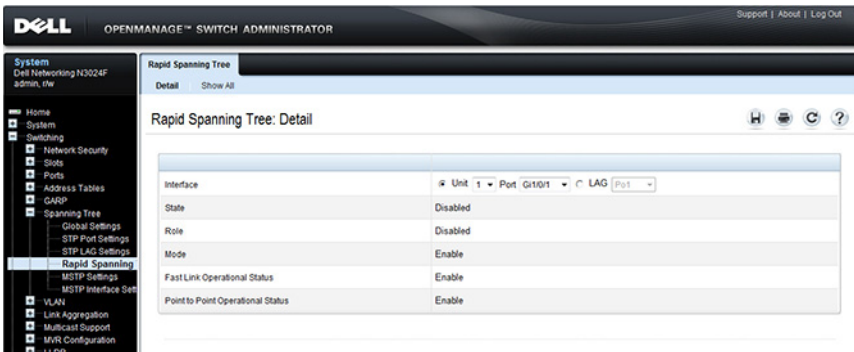 Support | About | Log Out
DELL OPENMANAGE™ SWITCH ADMINISTRATOR
System
Dell Networking N3024F
admin, r/w
Home
System
Switching
Network Security
Slots
Ports
Address Tables
GARP
Spanning Tree
Global Settings
STP Port Settings
STP LAG Settings
Rapid Spanning
MSTP Settings
MSTP Interface Sett
VLAN
Link Aggregation
Multicast Support
MVR Configuration
LLDP
Rapid Spanning Tree
Detail Show All
Rapid Spanning Tree: Detail
Interface Unit 1 Port Gi1/0/1 LAG Po1
State Disabled
Role Disabled
Mode Enable
Fast Link Operational Status Enable
Point to Point Operational Status Enable